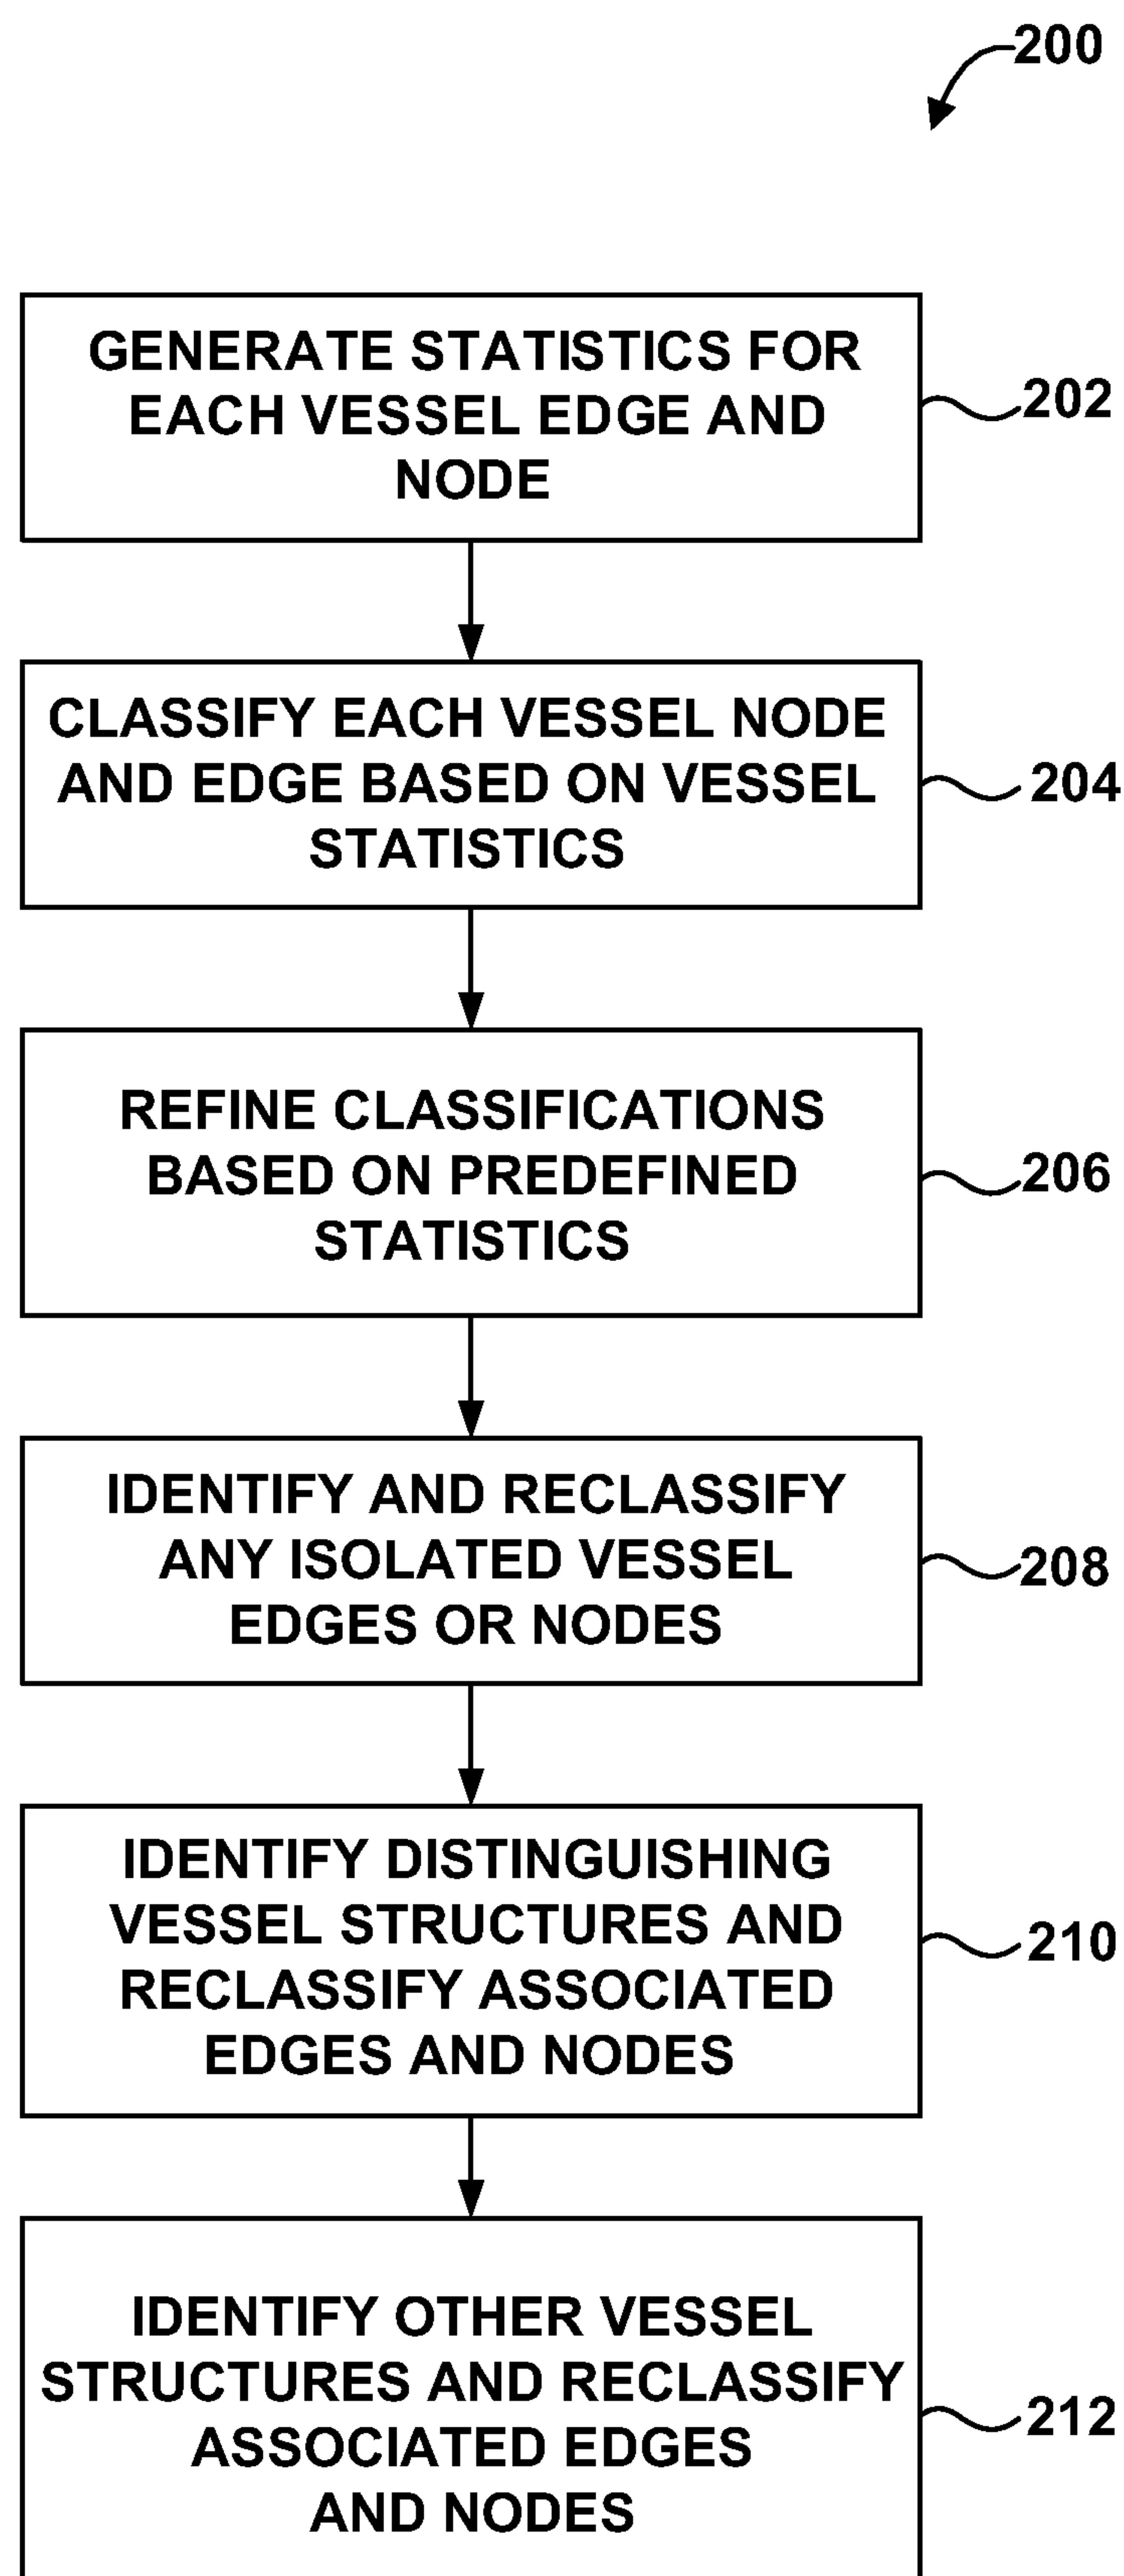 200
GENERATE STATISTICS FOR
EACH VESSEL EDGE AND
NODE
202
CLASSIFY EACH VESSEL NODE
AND EDGE BASED ON VESSEL
STATISTICS
204
REFINE CLASSIFICATIONS
BASED ON PREDEFINED
STATISTICS
206
IDENTIFY AND RECLASSIFY
ANY ISOLATED VESSEL
EDGES OR NODES
208
IDENTIFY DISTINGUISHING
VESSEL STRUCTURES AND
RECLASSIFY ASSOCIATED
EDGES AND NODES
210
IDENTIFY OTHER VESSEL
STRUCTURES AND RECLASSIFY
ASSOCIATED EDGES
AND NODES
212